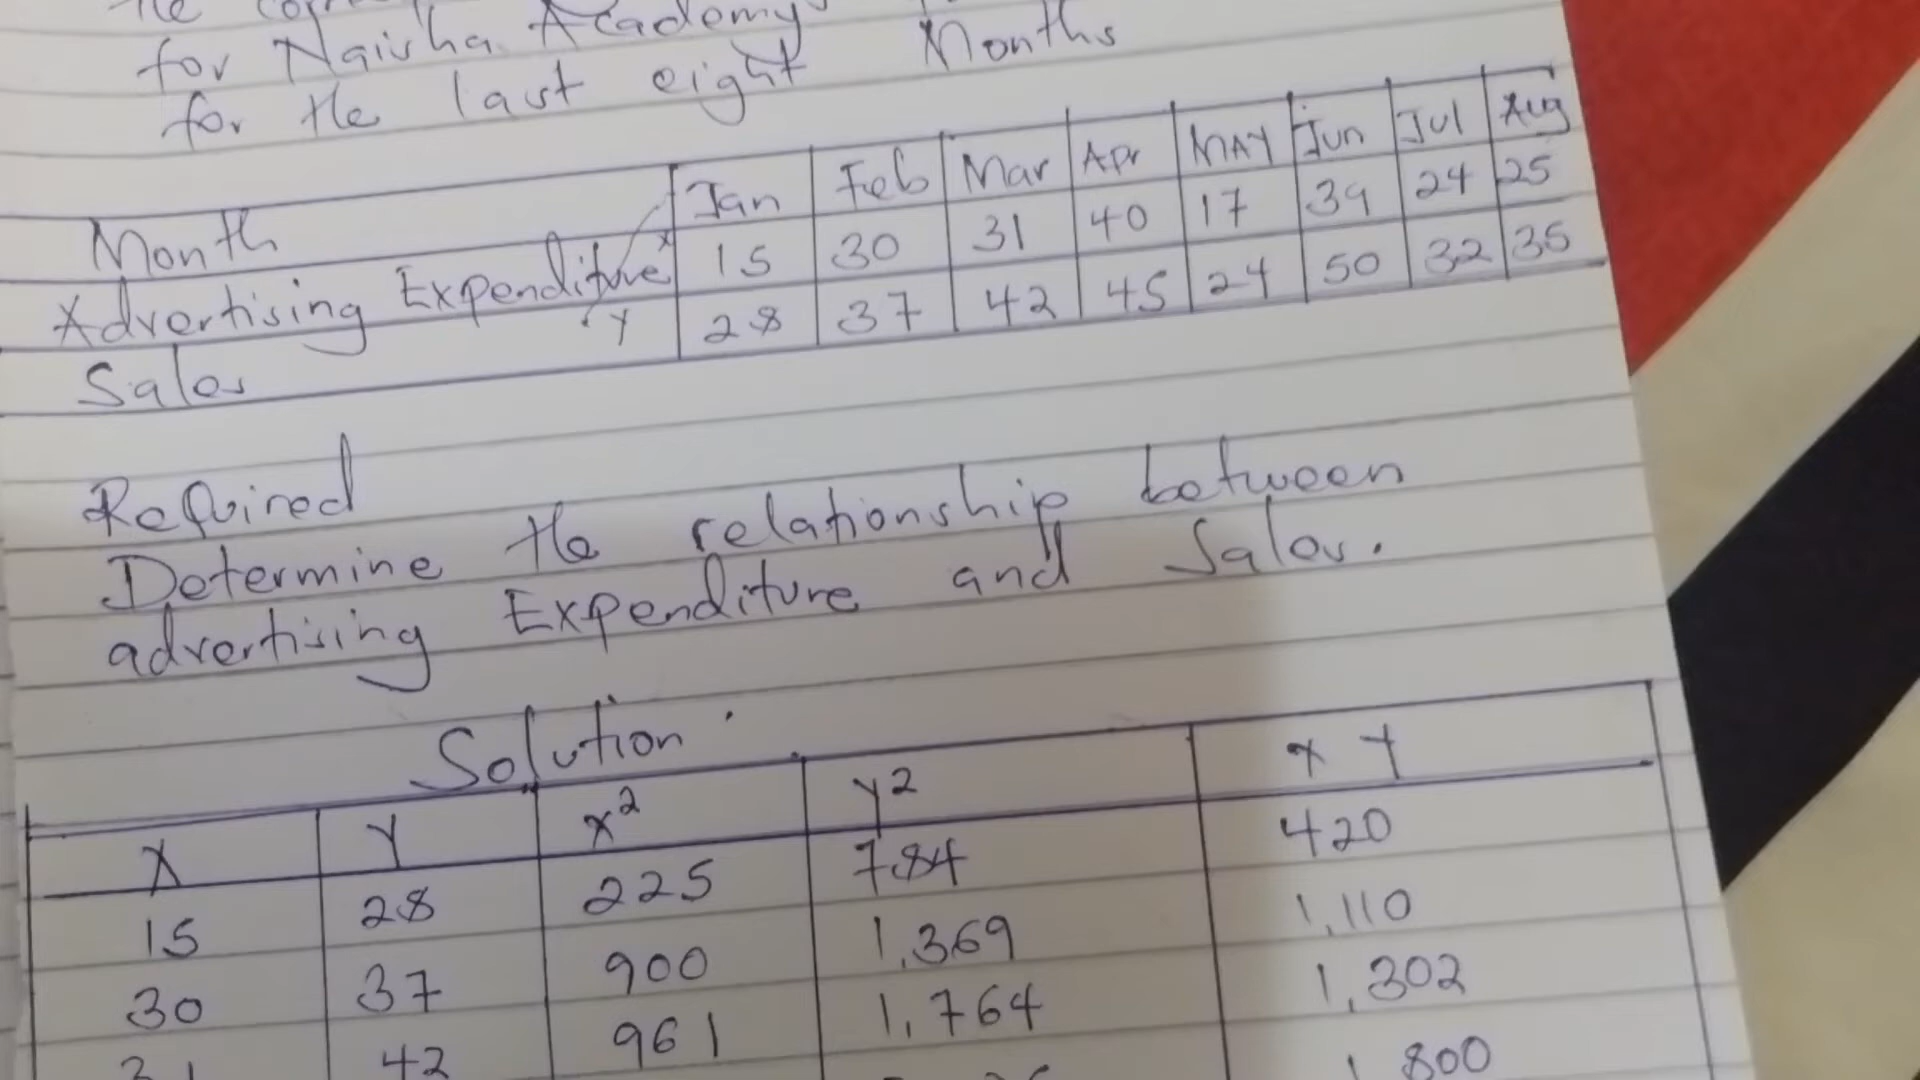 for Naisha Academy
for the last eight Months
Month Jan Feb Mar Apr MAY Jun Jul Aug
Advertising Expenditure x 15 30 31 40 17 39 24 25
Sales Y 28 37 42 45 24 50 32 35
Required
Determine the relationship between
advertising Expenditure and Sales.
Solution
X Y x2 y2 x Y
15 28 225 784 420
30 37 900 1,369 1,110
31 42 961 1,764 1,302
1,800